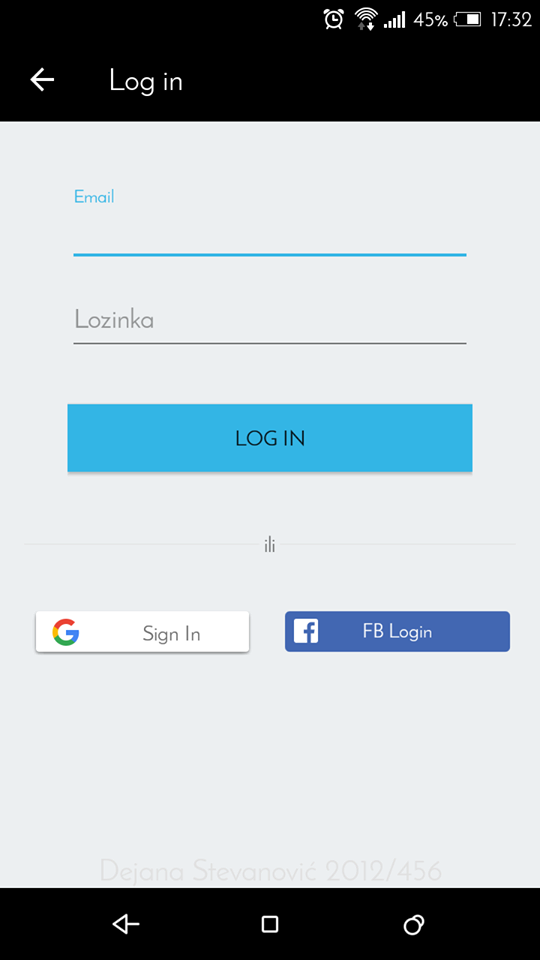 45% 17:32
Log in
Email
Lozinka
LOG IN
ili
Sign In FB Login
Dejana Stevanović 2012/456